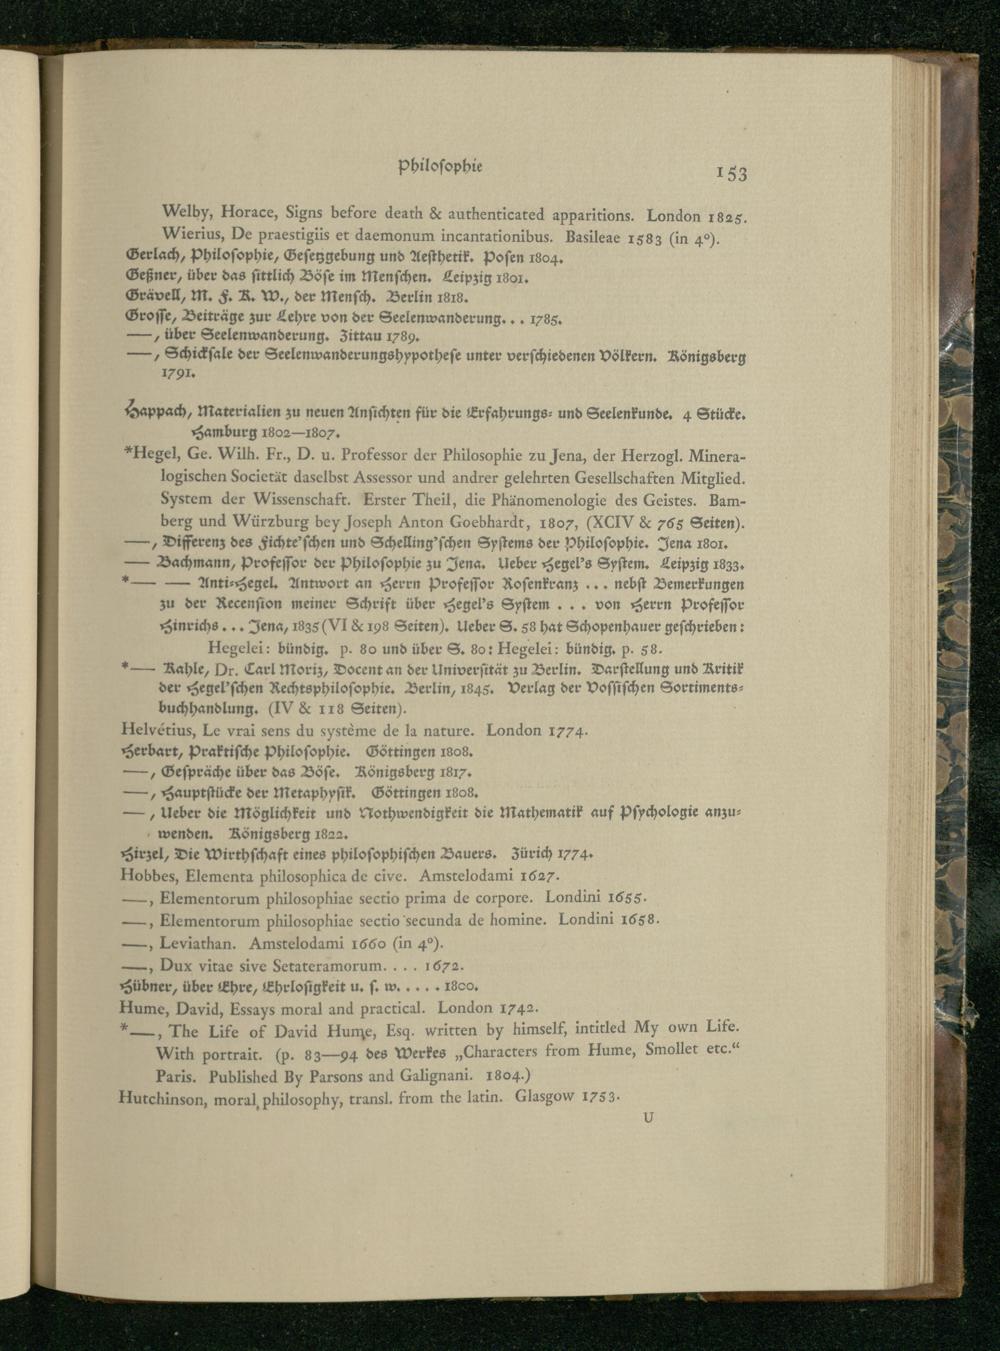 Philosophie
153
Welby, Horace, Signs before death & authenticated apparitions. London 1825.
Wierius, De praestigiis et daemonum incantationibus. Basileae 1583 (in 4°).
Gerlach, Philosophie, Gesetzgebung und Aesthetik. Posen 1804.
Geßner, über das sittlich Böse im Menschen. Leipzig 1801.
Grävell, M. F. K. W., der Mensch. Berlin 1818.
Grosse, Beiträge zur Lehre von der Seelenwanderung... 1785.
——, über Seelenwanderung. Zittau 1789.
——, Schicksale der Seelenwanderungshypothese unter verschiedenen Völkern. Königsberg
1791.
Happach, Materialien zu neuen Ansichten für die Erfahrungs- und Seelenkunde. 4 Stücke.
Hamburg 1802—1807.
*Hegel, Ge. Wilh. Fr., D. u. Professor der Philosophie zu Jena, der Herzogl. Minera-
logischen Societät daselbst Assessor und andrer gelehrten Gesellschaften Mitglied.
System der Wissenschaft. Erster Theil, die Phänomenologie des Geistes. Bam-
berg und Würzburg bey Joseph Anton Goebhardt, 1807, (XCIV & 765 Seiten).
——, Differenz des Fichte'schen und Schelling'schen Systems der Philosophie. Jena 1801.
—— Bachmann, Professor der Philosophie zu Jena. Ueber Hegel's System. Leipzig 1833.
*—— —— Anti-Hegel. Antwort an Herrn Professor Rosenkranz ... nebst Bemerkungen
zu der Recension meiner Schrift über Hegel's System ... von Herrn Professor
Hinrichs... Jena, 1835 (VI & 198 Seiten). Ueber S. 58 hat Schopenhauer geschrieben:
Hegelei: bündig. p. 80 und über S. 80: Hegelei: bündig. p. 58.
*—— Kahle, Dr. Carl Moriz, Docent an der Universität zu Berlin. Darstellung und Kritik
der Hegel'schen Rechtsphilosophie. Berlin, 1845. Verlag der Vossischen Sortiments-
buchhandlung. (IV & 118 Seiten).
Helvétius, Le vrai sens du système de la nature. London 1774.
Herbart, Praktische Philosophie. Göttingen 1808.
——, Gespräche über das Böse. Königsberg 1817.
——, Hauptstücke der Metaphysik. Göttingen 1808.
——, Ueber die Möglichkeit und Nothwendigkeit die Mathematik auf Psychologie anzu-
wenden. Königsberg 1822.
Hirzel, Die Wirthschaft eines philosophischen Bauers. Zürich 1774.
Hobbes, Elementa philosophica de cive. Amstelodami 1627.
——, Elementorum philosophiae sectio prima de corpore. Londini 1655.
——, Elementorum philosophiae sectio secunda de homine. Londini 1658.
——, Leviathan. Amstelodami 1660 (in 4°).
——, Dux vitae sive Setateramorum.... 1672.
Hübner, über Ehre, Ehrlosigkeit u. s. w..... 1800.
Hume, David, Essays moral and practical. London 1742.
*——, The Life of David Hume, Esq. written by himself, intitled My own Life.
With portrait. (p. 83—94 des Werkes „Characters from Hume, Smollet etc.“
Paris. Published By Parsons and Galignani. 1804.)
Hutchinson, moral philosophy, transl. from the latin. Glasgow 1753.
U